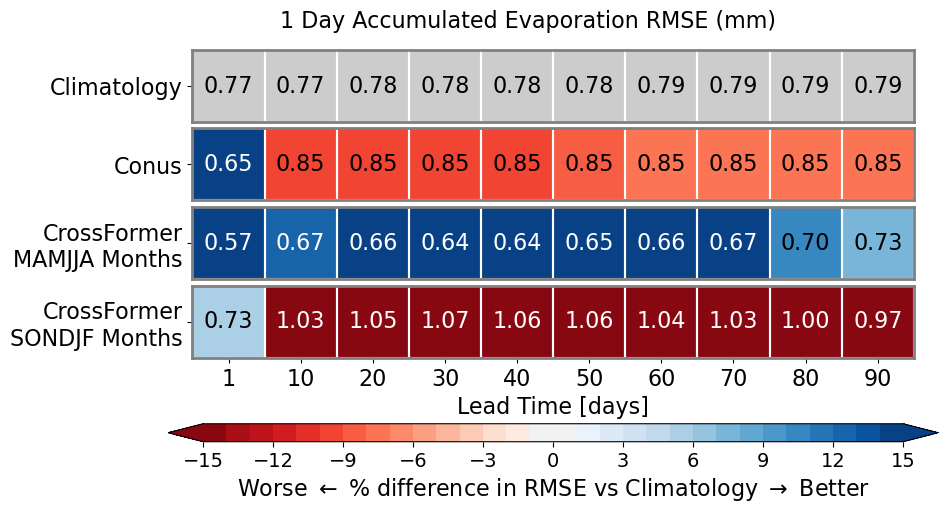 1 Day Accumulated Evaporation RMSE (mm)
Climatology 0.77 0.77 0.78 0.78 0.78 0.78 0.79 0.79 0.79 0.79
Conus 0.65 0.85 0.85 0.85 0.85 0.85 0.85 0.85 0.85 0.85
CrossFormer
MAMJJA Months 0.57 0.67 0.66 0.64 0.64 0.65 0.66 0.67 0.70 0.73
CrossFormer
SONDJF Months 0.73 1.03 1.05 1.07 1.06 1.06 1.04 1.03 1.00 0.97
1 10 20 30 40 50 60 70 80 90
Lead Time [days]
−15 −12 −9 −6 −3 0 3 6 9 12 15
Worse ← % difference in RMSE vs Climatology → Better